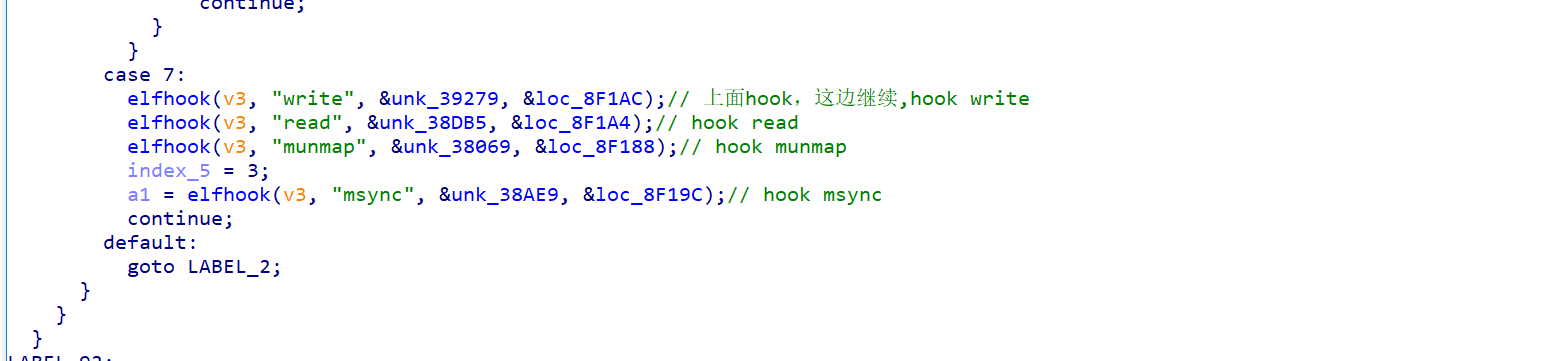 continue;
}
}
case 7:
elfhook(v3, "write", &unk_39279, &loc_8F1AC);// 上面hook，这边继续,hook write
elfhook(v3, "read", &unk_38DB5, &loc_8F1A4);// hook read
elfhook(v3, "munmap", &unk_38069, &loc_8F188);// hook munmap
index_5 = 3;
a1 = elfhook(v3, "msync", &unk_38AE9, &loc_8F19C);// hook msync
continue;
default:
goto LABEL_2;
}
}
}